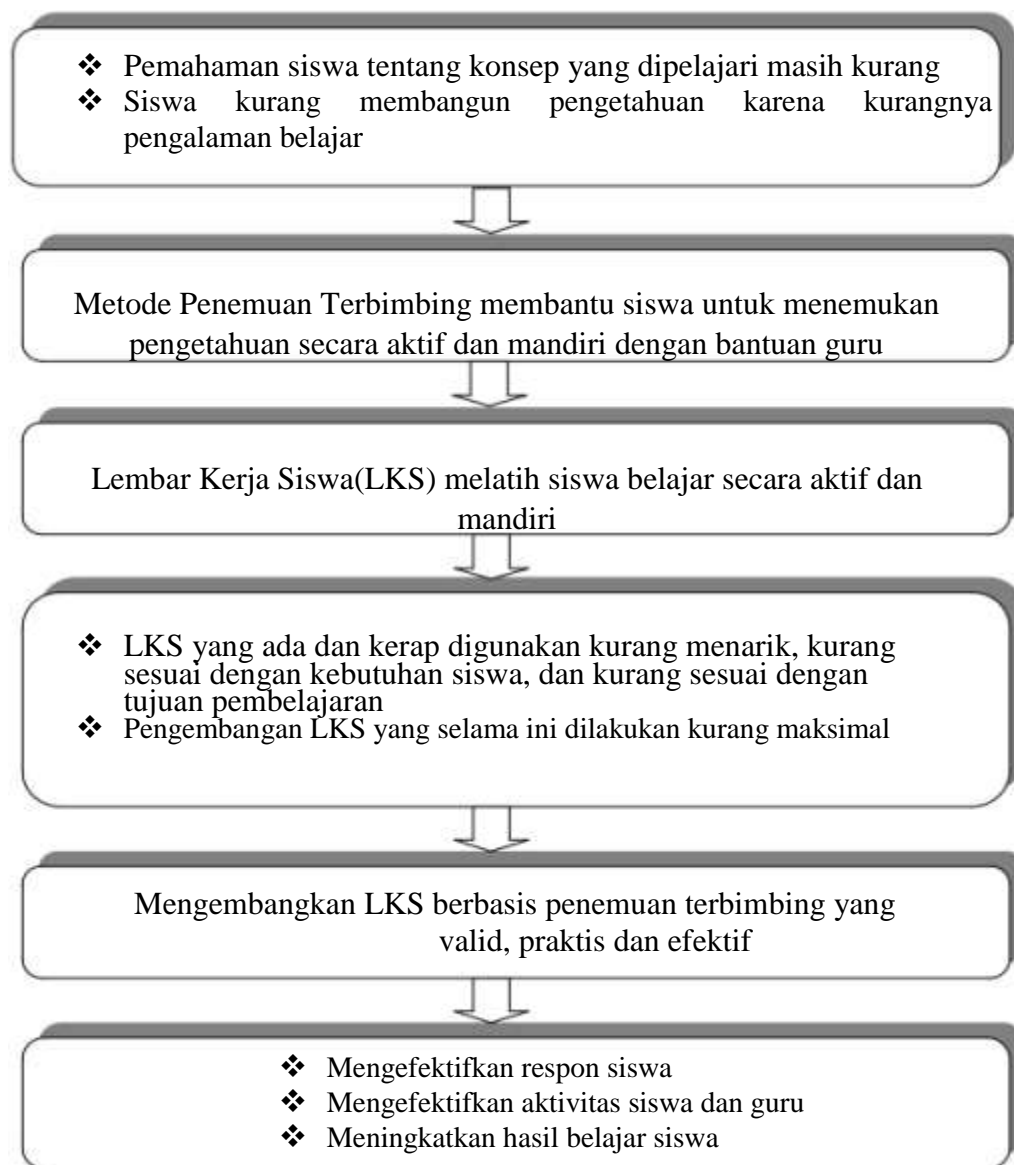 ❖ Pemahaman siswa tentang konsep yang dipelajari masih kurang
❖ Siswa kurang membangun pengetahuan karena kurangnya
pengalaman belajar
Metode Penemuan Terbimbing membantu siswa untuk menemukan
pengetahuan secara aktif dan mandiri dengan bantuan guru
Lembar Kerja Siswa(LKS) melatih siswa belajar secara aktif dan
mandiri
❖ LKS yang ada dan kerap digunakan kurang menarik, kurang
sesuai dengan kebutuhan siswa, dan kurang sesuai dengan
tujuan pembelajaran
❖ Pengembangan LKS yang selama ini dilakukan kurang maksimal
Mengembangkan LKS berbasis penemuan terbimbing yang
valid, praktis dan efektif
❖ Mengefektifkan respon siswa
❖ Mengefektifkan aktivitas siswa dan guru
❖ Meningkatkan hasil belajar siswa